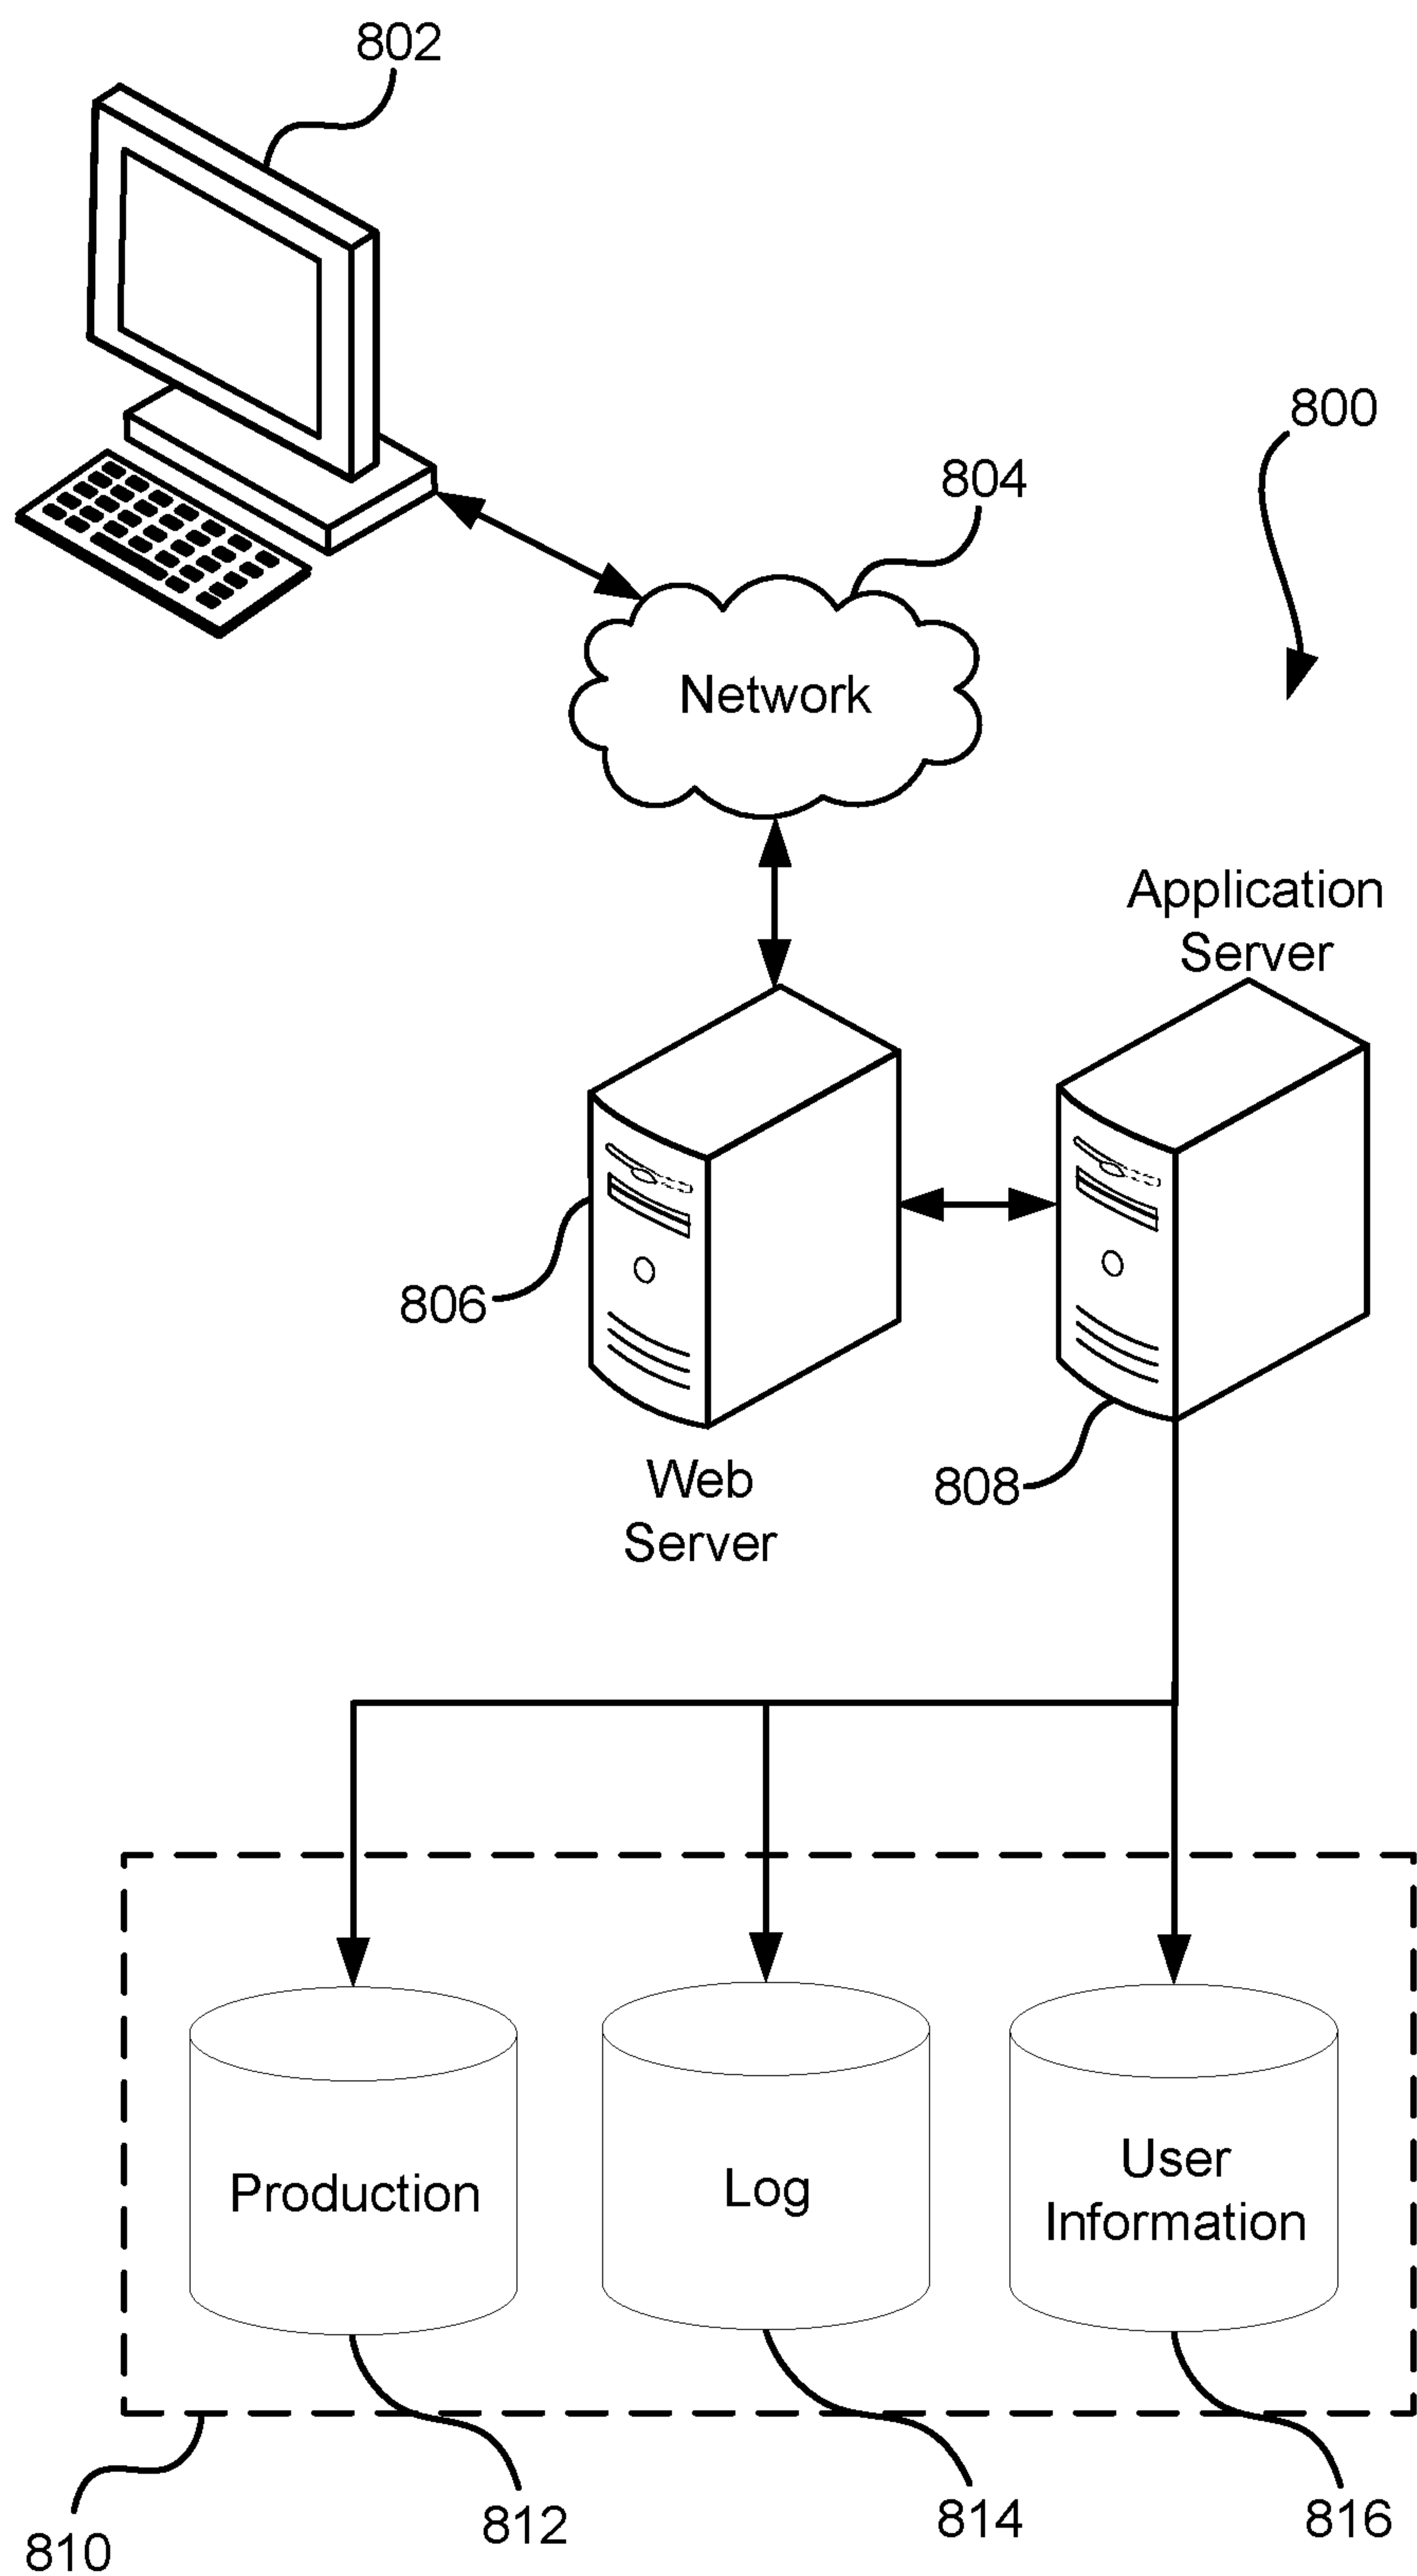 802
800
804
Network
Application
Server
806
Web
Server
808
Production
Log
User
Information
810
812
814
816